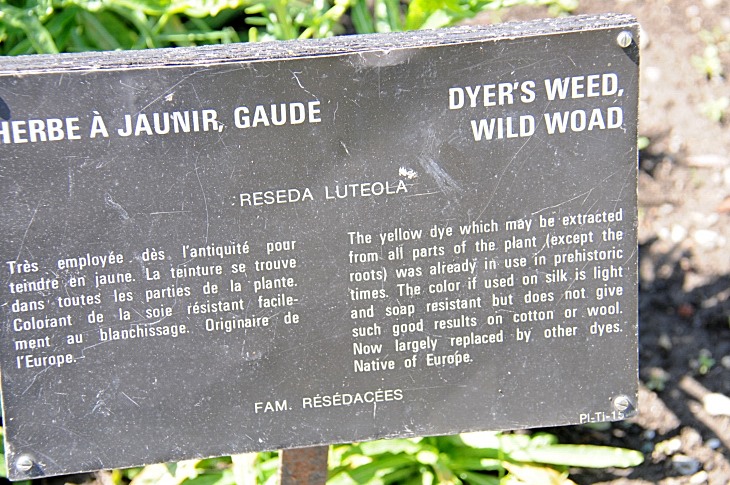 HERBE À JAUNIR, GAUDE
DYER'S WEED,
WILD WOAD
RESEDA LUTEOLA
Très employée dès l'antiquité pour
teindre en jaune. La teinture se trouve
dans toutes les parties de la plante.
Colorant de la soie résistant facile-
ment au blanchissage. Originaire de
l'Europe.
The yellow dye which may be extracted
from all parts of the plant (except the
roots) was already in use in prehistoric
times. The color if used on silk is light
and soap resistant but does not give
such good results on cotton or wool.
Now largely replaced by other dyes.
Native of Europe.
FAM. RÉSÉDACÉES
PI-Ti-15